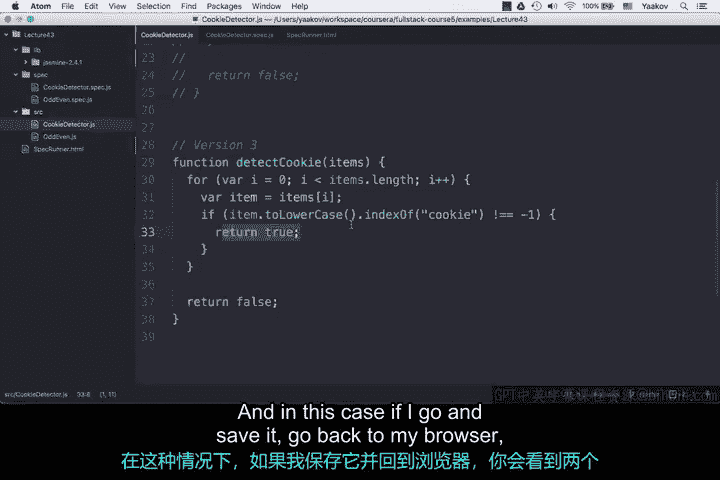 Atom File Edit View Selection Find Packages Window Help 100% Yaakov
CookieDetector.js — /Users/yaakov/workspace/coursera/fullstack-course5/examples/Lecture43
Lecture43
lib
jasmine-2.4.1
spec
CookieDetector.spec.js
OddEven.spec.js
src
CookieDetector.js
OddEven.js
SpecRunner.html
CookieDetector.js CookieDetector.spec.js SpecRunner.html
23 //
24 // return false;
25 // }
26
27
28 // Version 3
29 function detectCookie(items) {
30 for (var i = 0; i < items.length; i++) {
31 var item = items[i];
32 if (item.toLowerCase().indexOf("cookie") !== -1) {
33 return true;
34 }
35 }
36
37 return false;
38 }
39
src/CookieDetector.js 33:8 (1, 11)
And in this case if I go and
save it, go back to my browser,
在这种情况下，如果我保存它并回到浏览器，你会看到两个